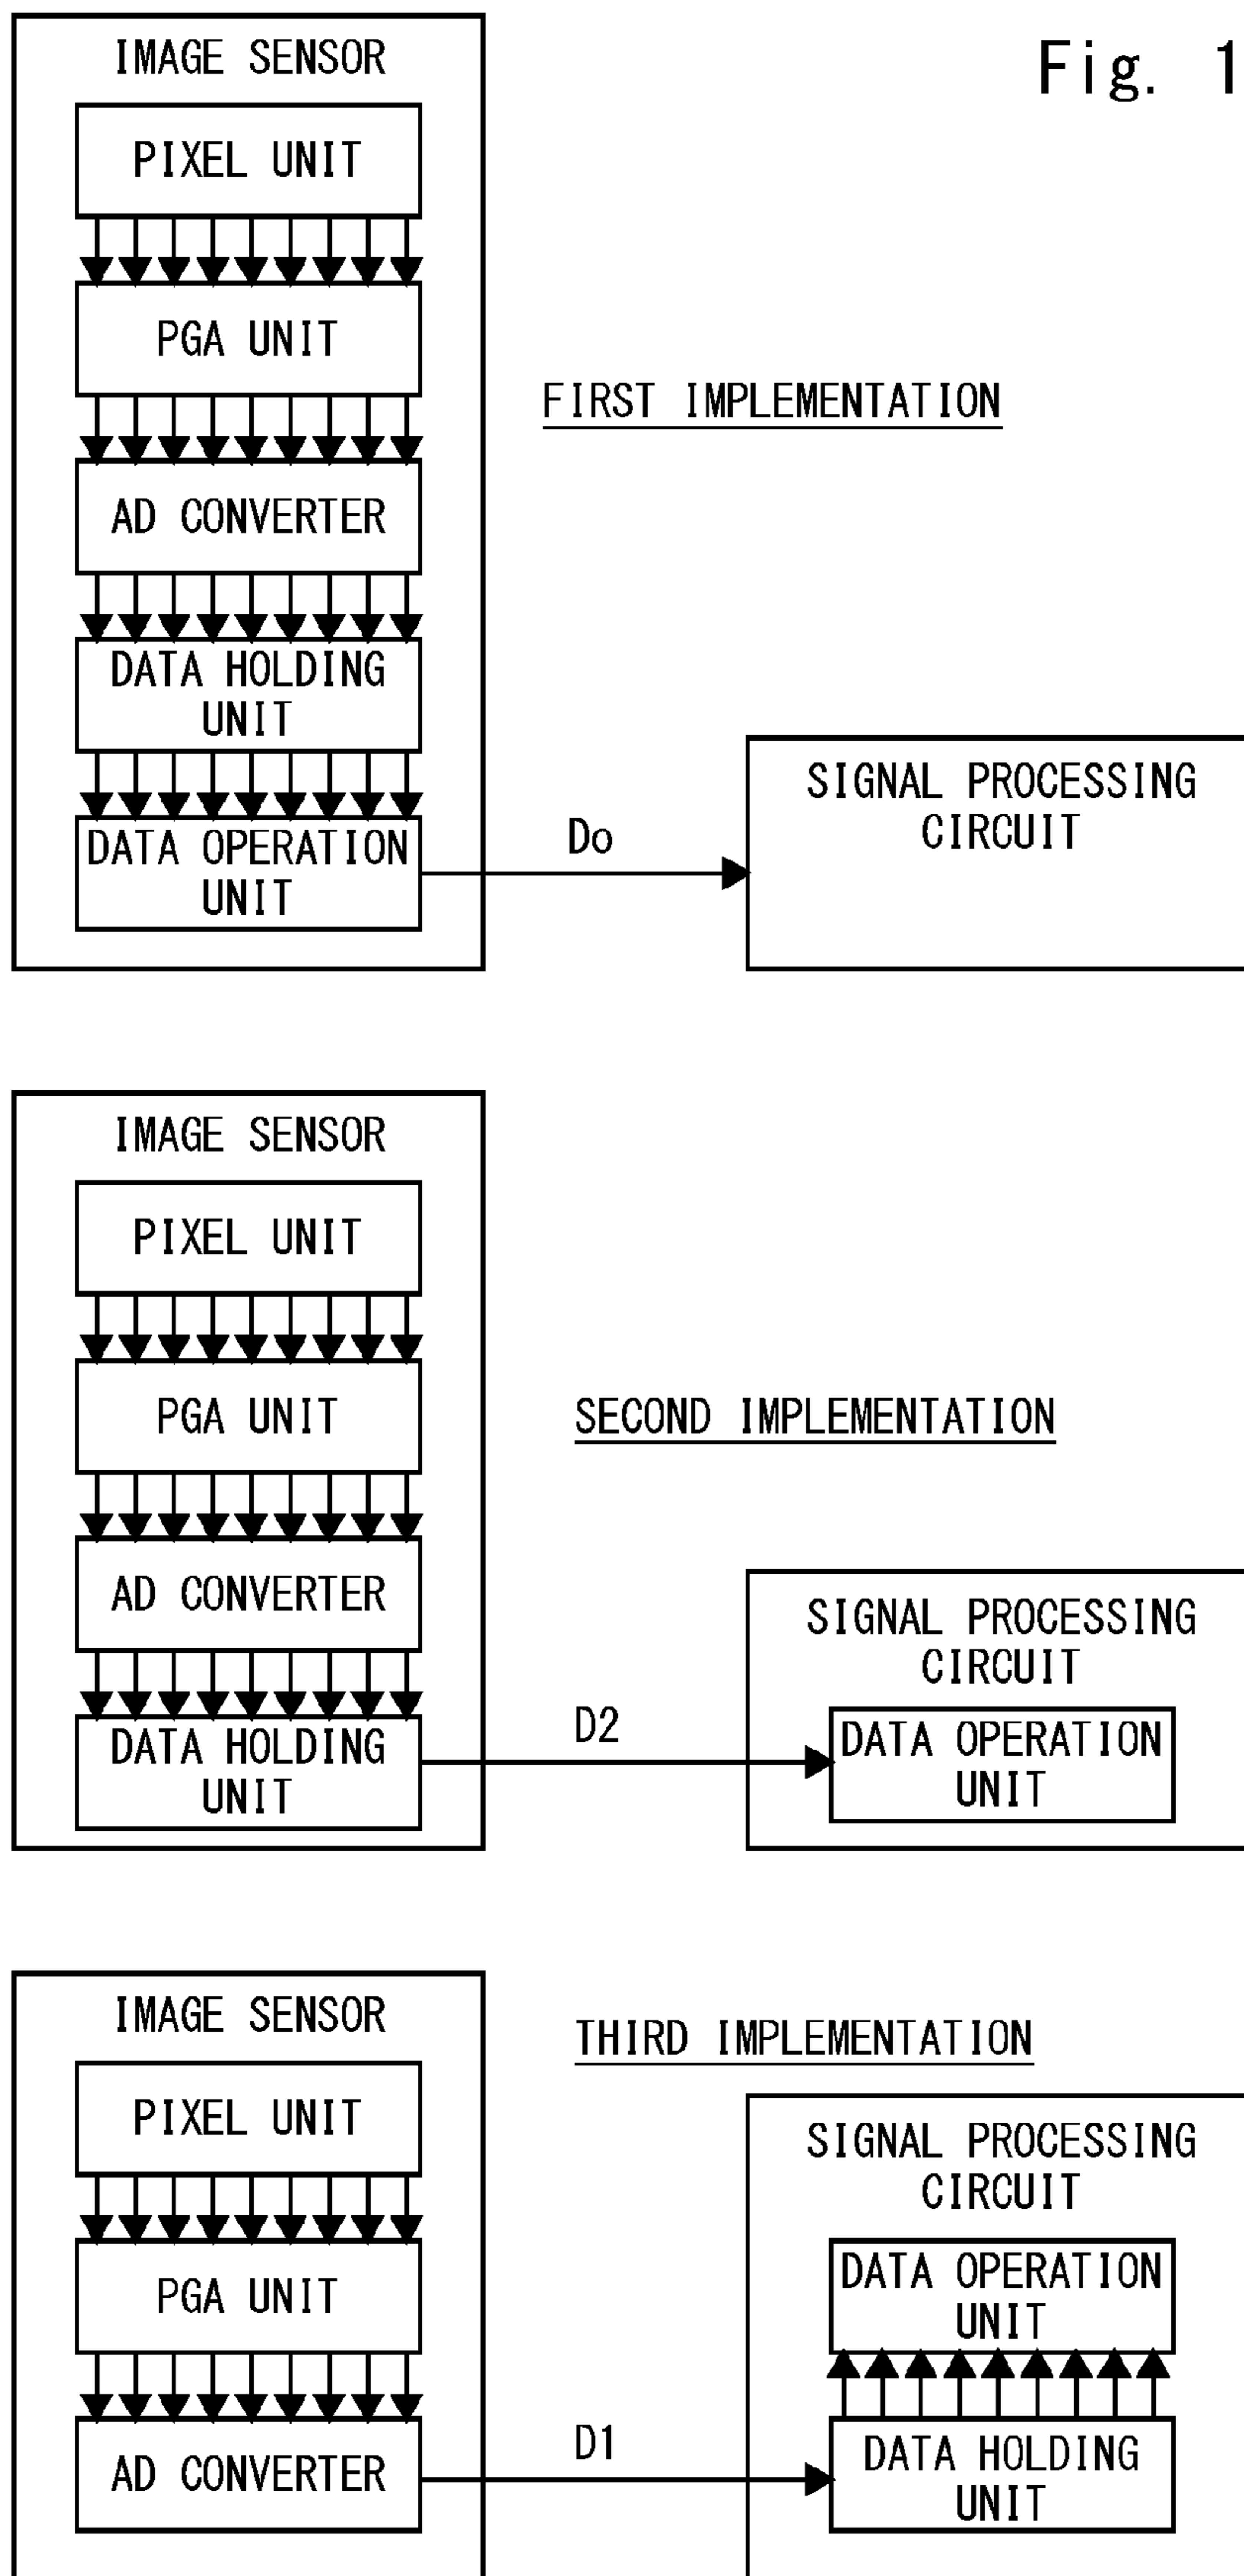 Fig. 1
IMAGE SENSOR
PIXEL UNIT
PGA UNIT
FIRST IMPLEMENTATION
AD CONVERTER
DATA HOLDING
UNIT
DATA OPERATION
UNIT
Do
SIGNAL PROCESSING
CIRCUIT
IMAGE SENSOR
PIXEL UNIT
PGA UNIT
SECOND IMPLEMENTATION
AD CONVERTER
DATA HOLDING
UNIT
D2
SIGNAL PROCESSING
CIRCUIT
DATA OPERATION
UNIT
IMAGE SENSOR
THIRD IMPLEMENTATION
PIXEL UNIT
PGA UNIT
AD CONVERTER
D1
SIGNAL PROCESSING
CIRCUIT
DATA OPERATION
UNIT
DATA HOLDING
UNIT